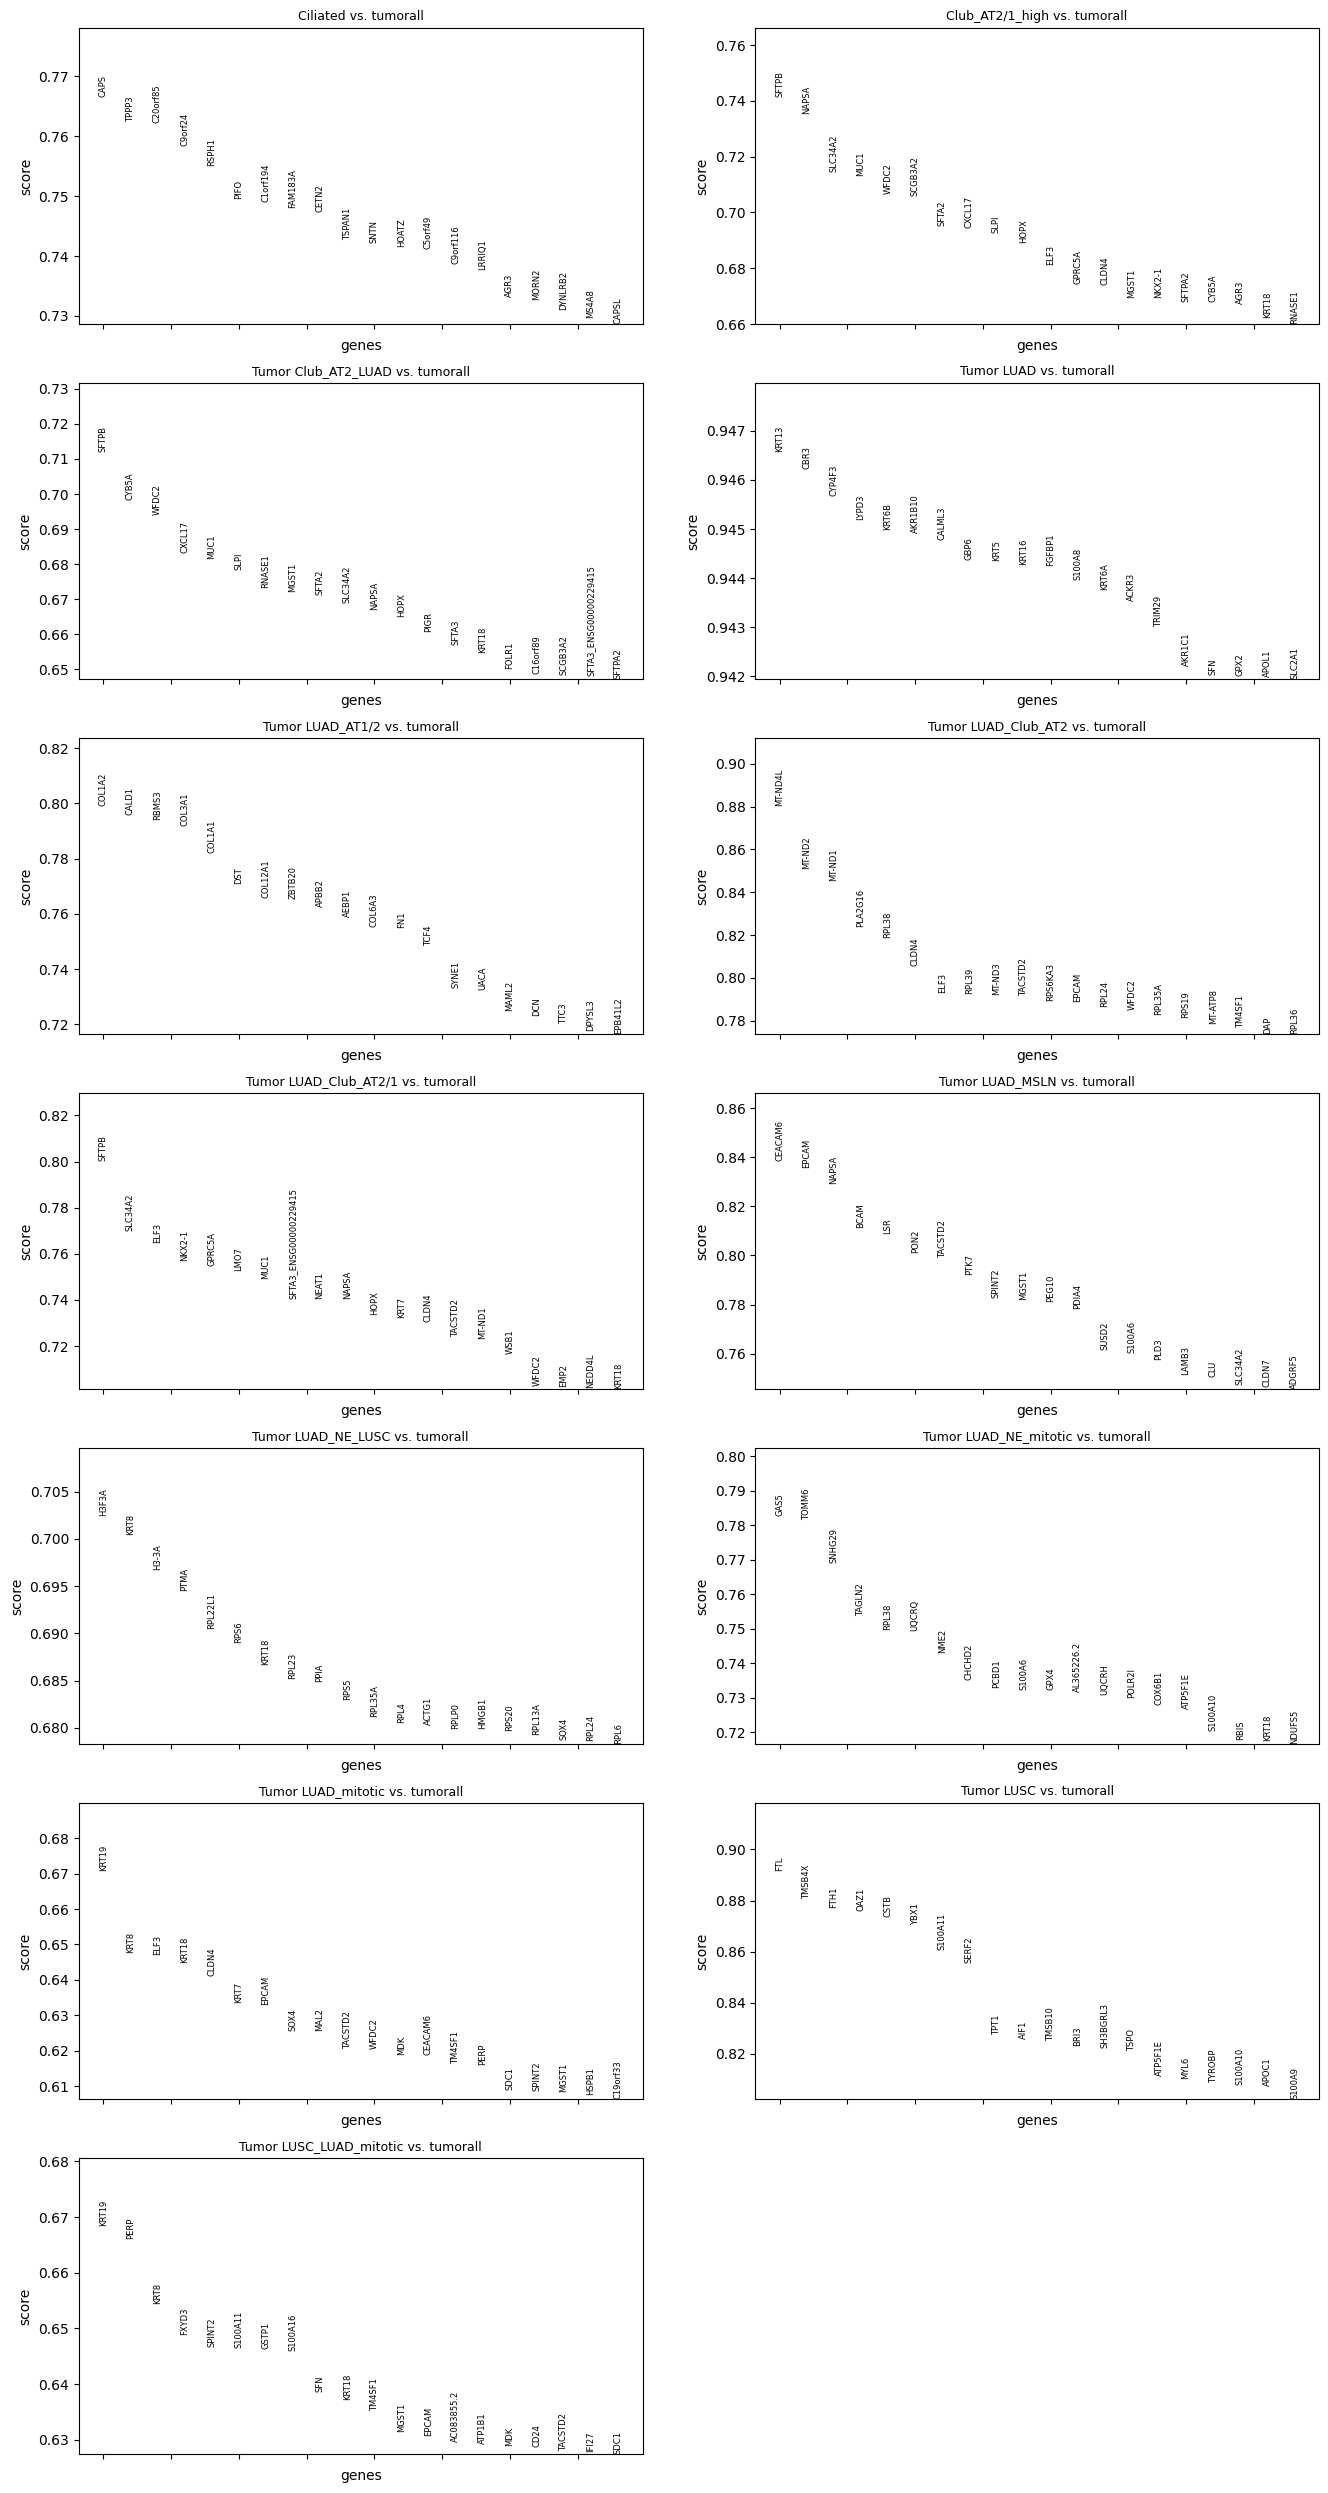 Ciliated vs. tumorall
score
0.77
0.76
0.75
0.74
0.73
CAPS
TPPP3
C20orf85
C9orf24
RSPH1
PIFO
C1orf194
FAM183A
CETN2
TSPAN1
SNTN
HOATZ
C5orf49
C9orf116
LRRIQ1
AGR3
MORN2
DYNLRB2
MS4A8
CAPSL
genes
Club_AT2/1_high vs. tumorall
score
0.76
0.74
0.72
0.70
0.68
0.66
SFTPB
NAPSA
SLC34A2
MUC1
WFDC2
SCGB3A2
SFTA2
CXCL17
SLPI
HOPX
ELF3
GPRC5A
CLDN4
MGST1
NKX2-1
SFTPA2
CYB5A
AGR3
KRT18
RNASE1
genes
Tumor Club_AT2_LUAD vs. tumorall
score
0.73
0.72
0.71
0.70
0.69
0.68
0.67
0.66
0.65
SFTPB
CYB5A
WFDC2
CXCL17
MUC1
SLPI
RNASE1
MGST1
SFTA2
SLC34A2
NAPSA
HOPX
PIGR
SFTA3
KRT18
FOLR1
C16orf89
SCGB3A2
SFTA3_ENSG00000229415
SFTPA2
genes
Tumor LUAD vs. tumorall
score
0.947
0.946
0.945
0.944
0.943
0.942
KRT13
CBR3
CYP4F3
LYPD3
KRT6B
AKR1B10
CALML3
GBP6
KRT5
KRT16
FGFBP1
S100A8
KRT6A
ACKR3
TRIM29
AKR1C1
SFN
GPX2
APOL1
SLC2A1
genes
Tumor LUAD_AT1/2 vs. tumorall
score
0.82
0.80
0.78
0.76
0.74
0.72
COL1A2
CALD1
RBMS3
COL3A1
COL1A1
DST
COL12A1
ZBTB20
APBB2
AEBP1
COL6A3
FN1
TCF4
SYNE1
UACA
MAML2
DCN
TTC3
DPYSL3
EPB41L2
genes
Tumor LUAD_Club_AT2 vs. tumorall
score
0.90
0.88
0.86
0.84
0.82
0.80
0.78
MT-ND4L
MT-ND2
MT-ND1
PLA2G16
RPL38
CLDN4
ELF3
RPL39
MT-ND3
TACSTD2
RPS6KA3
EPCAM
RPL24
WFDC2
RPL35A
RPS19
MT-ATP8
TM4SF1
DAP
RPL36
genes
Tumor LUAD_Club_AT2/1 vs. tumorall
score
0.82
0.80
0.78
0.76
0.74
0.72
SFTPB
SLC34A2
ELF3
NKX2-1
GPRC5A
LMO7
MUC1
SFTA3_ENSG00000229415
NEAT1
NAPSA
HOPX
KRT7
CLDN4
TACSTD2
MT-ND1
WSB1
WFDC2
EMP2
NEDD4L
KRT18
genes
Tumor LUAD_MSLN vs. tumorall
score
0.86
0.84
0.82
0.80
0.78
0.76
CEACAM6
EPCAM
NAPSA
BCAM
LSR
PON2
TACSTD2
PTK7
SPINT2
MGST1
PEG10
PDIA4
SUSD2
S100A6
PLD3
LAMB3
CLU
SLC34A2
CLDN7
ADGRF5
genes
Tumor LUAD_NE_LUSC vs. tumorall
score
0.705
0.700
0.695
0.690
0.685
0.680
H3F3A
KRT8
H3-3A
PTMA
RPL22L1
RPS6
KRT18
RPL23
PPIA
RPS5
RPL35A
RPL4
ACTG1
RPLP0
HMGB1
RPS20
RPL13A
SOX4
RPL24
RPL6
genes
Tumor LUAD_NE_mitotic vs. tumorall
score
0.80
0.79
0.78
0.77
0.76
0.75
0.74
0.73
0.72
GAS5
TOMM6
SNHG29
TAGLN2
RPL38
UQCRQ
NME2
CHCHD2
PCBD1
S100A6
GPX4
AL365226.2
UQCRH
POLR2I
COX6B1
ATP5F1E
S100A10
RBIS
KRT18
NDUFS5
genes
Tumor LUAD_mitotic vs. tumorall
score
0.68
0.67
0.66
0.65
0.64
0.63
0.62
0.61
KRT19
KRT8
ELF3
KRT18
CLDN4
KRT7
EPCAM
SOX4
MAL2
TACSTD2
WFDC2
MDK
CEACAM6
TM4SF1
PERP
SDC1
SPINT2
MGST1
HSPB1
C19orf33
genes
Tumor LUSC vs. tumorall
score
0.90
0.88
0.86
0.84
0.82
FTL
TMSB4X
FTH1
OAZ1
CSTB
YBX1
S100A11
SERF2
TPT1
AIF1
TMSB10
BRI3
SH3BGRL3
TSPO
ATP5F1E
MYL6
TYROBP
S100A10
APOC1
S100A9
genes
Tumor LUSC_LUAD_mitotic vs. tumorall
score
0.68
0.67
0.66
0.65
0.64
0.63
KRT19
PERP
KRT8
FXYD3
SPINT2
S100A11
GSTP1
S100A16
SFN
KRT18
TM4SF1
MGST1
EPCAM
AC083855.2
ATP1B1
MDK
CD24
TACSTD2
IFI27
SDC1
genes